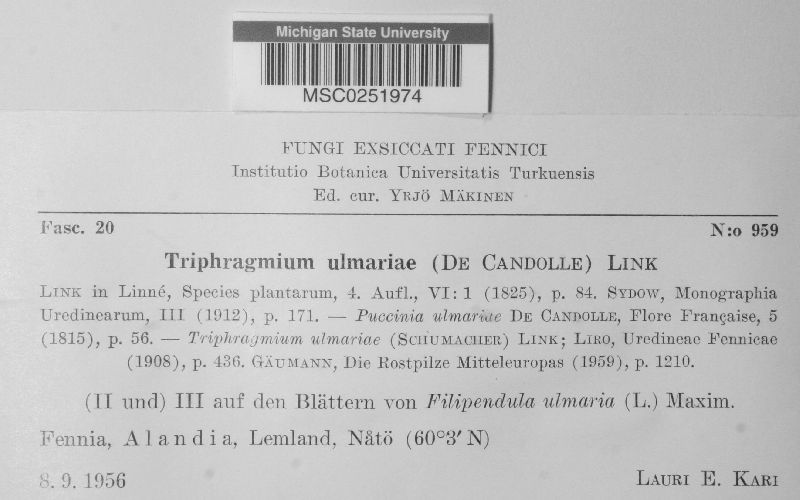 Michigan State University
MSC0251974
FUNGI EXSICCATI FENNICI
Institutio Botanica Universitatis Turkuensis
Ed. cur. YRJÖ MÄKINEN
Fasc. 20 N:o 959
Triphragmium ulmariae (DE CANDOLLE) LINK
LINK in Linné, Species plantarum, 4. Aufl., VI: 1 (1825), p. 84. SYDOW, Monographia
Uredinearum, III (1912), p. 171. — Puccinia ulmariae DE CANDOLLE, Flore Française, 5
(1815), p. 56. — Triphragmium ulmariae (SCHUMACHER) LINK; LIRO, Uredineae Fennicae
(1908), p. 436. GÄUMANN, Die Rostpilze Mitteleuropas (1959), p. 1210.
(II und) III auf den Blättern von Filipendula ulmaria (L.) Maxim.
Fennia, Alandia, Lemland, Nåtö (60°3′ N)
8. 9. 1956 LAURI E. KARI